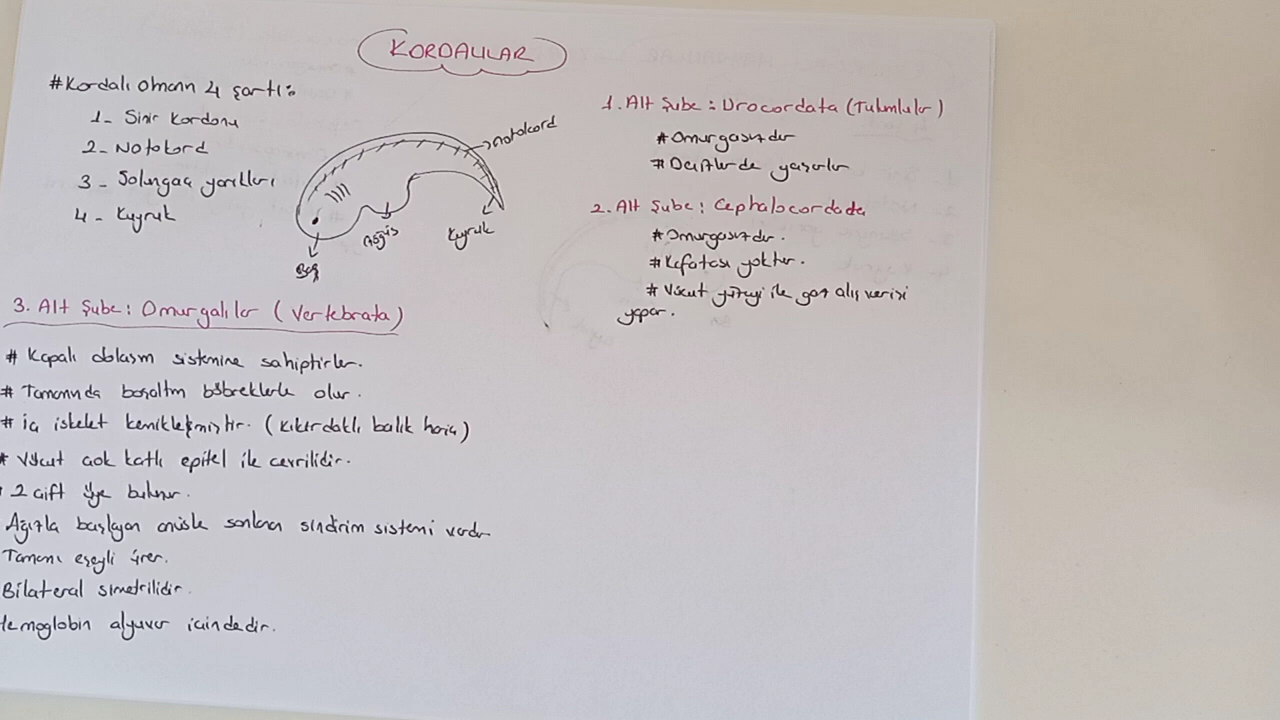 KORDALILAR
#Kordalı olmanın 4 şartı:
1- Sinir Kordonu
2- Notokord
3- Solungaç yarıkları
4- Kuyruk
notokord
Kuyruk
Baş
1. Alt Şube: Urocordata (Tulumlular)
# Omurgasızdır
# Denizlerde yaşarlar
2. Alt Şube: Cephalocordada
# Omurgasızdır.
# Kafatası yoktur.
# Vücut yüzeyi ile gaz alış verişi
yapar.
3. Alt Şube: Omurgalılar (Vertebrata)
# Kapalı dolaşım sistemine sahiptirler.
# Tamamında boşaltım böbreklerle olur.
# İç iskelet kemikleşmiştir. (Kıkırdaklı balık hariç)
* Vücut çok katlı epitel ile çevrilidir.
2 çift üye bulunur.
Ağızla başlayan anüsle sonlanan sindirim sistemi vardır
Tamamı eşeyli ürer.
Bilateral simetrilidir.
Hemoglobin alyuvar içindedir.